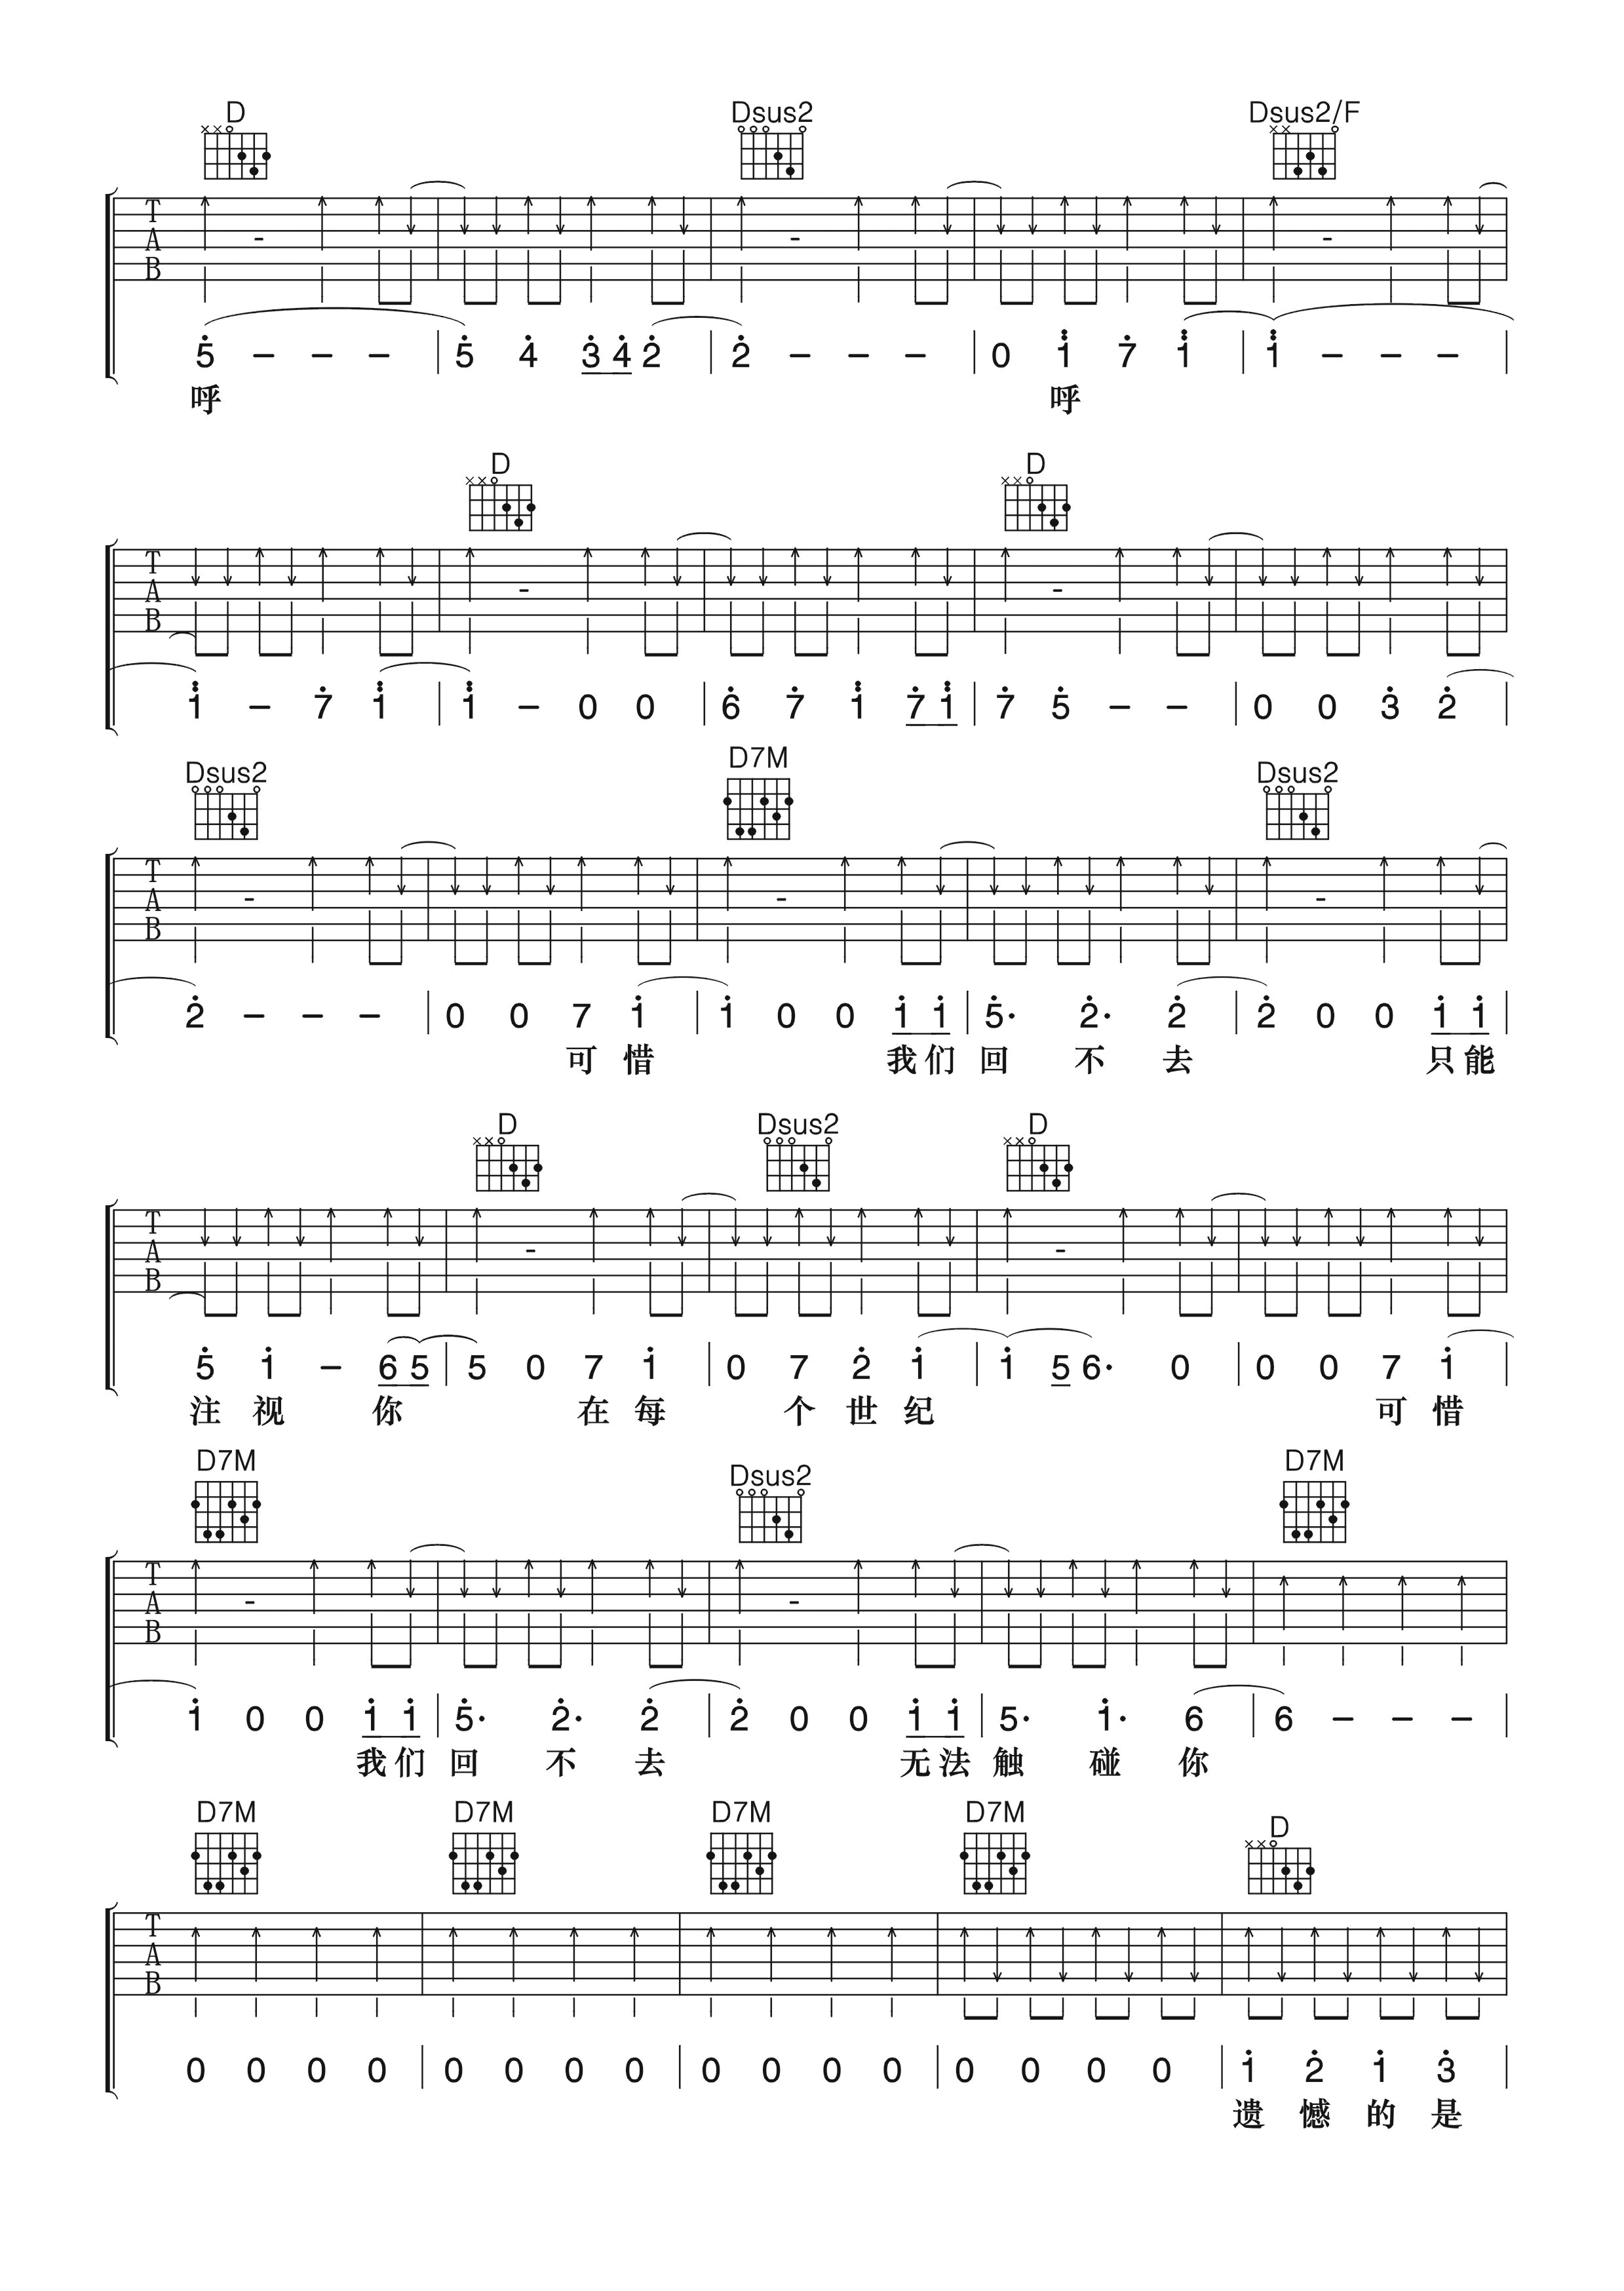 D Dsus2 Dsus2/F
T
A
B
5 – – – | 5 4 3 4 2 | 2 – – – | 0 1 7 1 | 1 – – – |
呼 呼
D D
T
A
B
1 – 7 1 | 1 – 0 0 | 6 7 1 7 1 | 7 5 – – | 0 0 3 2 |
Dsus2 D7M Dsus2
T
A
B
2 – – – | 0 0 7 1 | 1 0 0 1 1 | 5· 2· 2 | 2 0 0 1 1 |
可 惜 我 们 回 不 去 只 能
D Dsus2 D
T
A
B
5 1 – 6 5 | 5 0 7 1 | 0 7 2 1 | 1 5 6· 0 | 0 0 7 1 |
注 视 你 在 每 个 世 纪 可 惜
D7M Dsus2 D7M
T
A
B
1 0 0 1 1 | 5· 2· 2 | 2 0 0 1 1 | 5· 1· 6 | 6 – – – |
我 们 回 不 去 无 法 触 碰 你
D7M D7M D7M D7M D
T
A
B
0 0 0 0 | 0 0 0 0 | 0 0 0 0 | 0 0 0 0 | 1 2 1 3 |
遗 憾 的 是